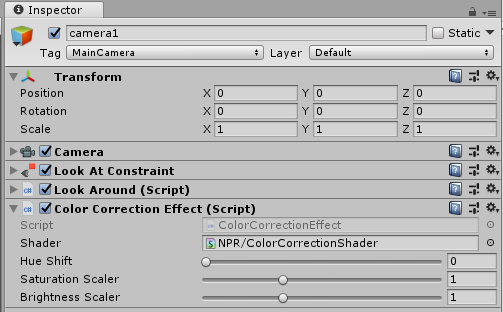 Inspector
camera1 Static
Tag MainCamera Layer Default
Transform
Position X 0 Y 0 Z 0
Rotation X 0 Y 0 Z 0
Scale X 1 Y 1 Z 1
Camera
Look At Constraint
Look Around (Script)
Color Correction Effect (Script)
Script ColorCorrectionEffect
Shader NPR/ColorCorrectionShader
Hue Shift 0
Saturation Scaler 1
Brightness Scaler 1